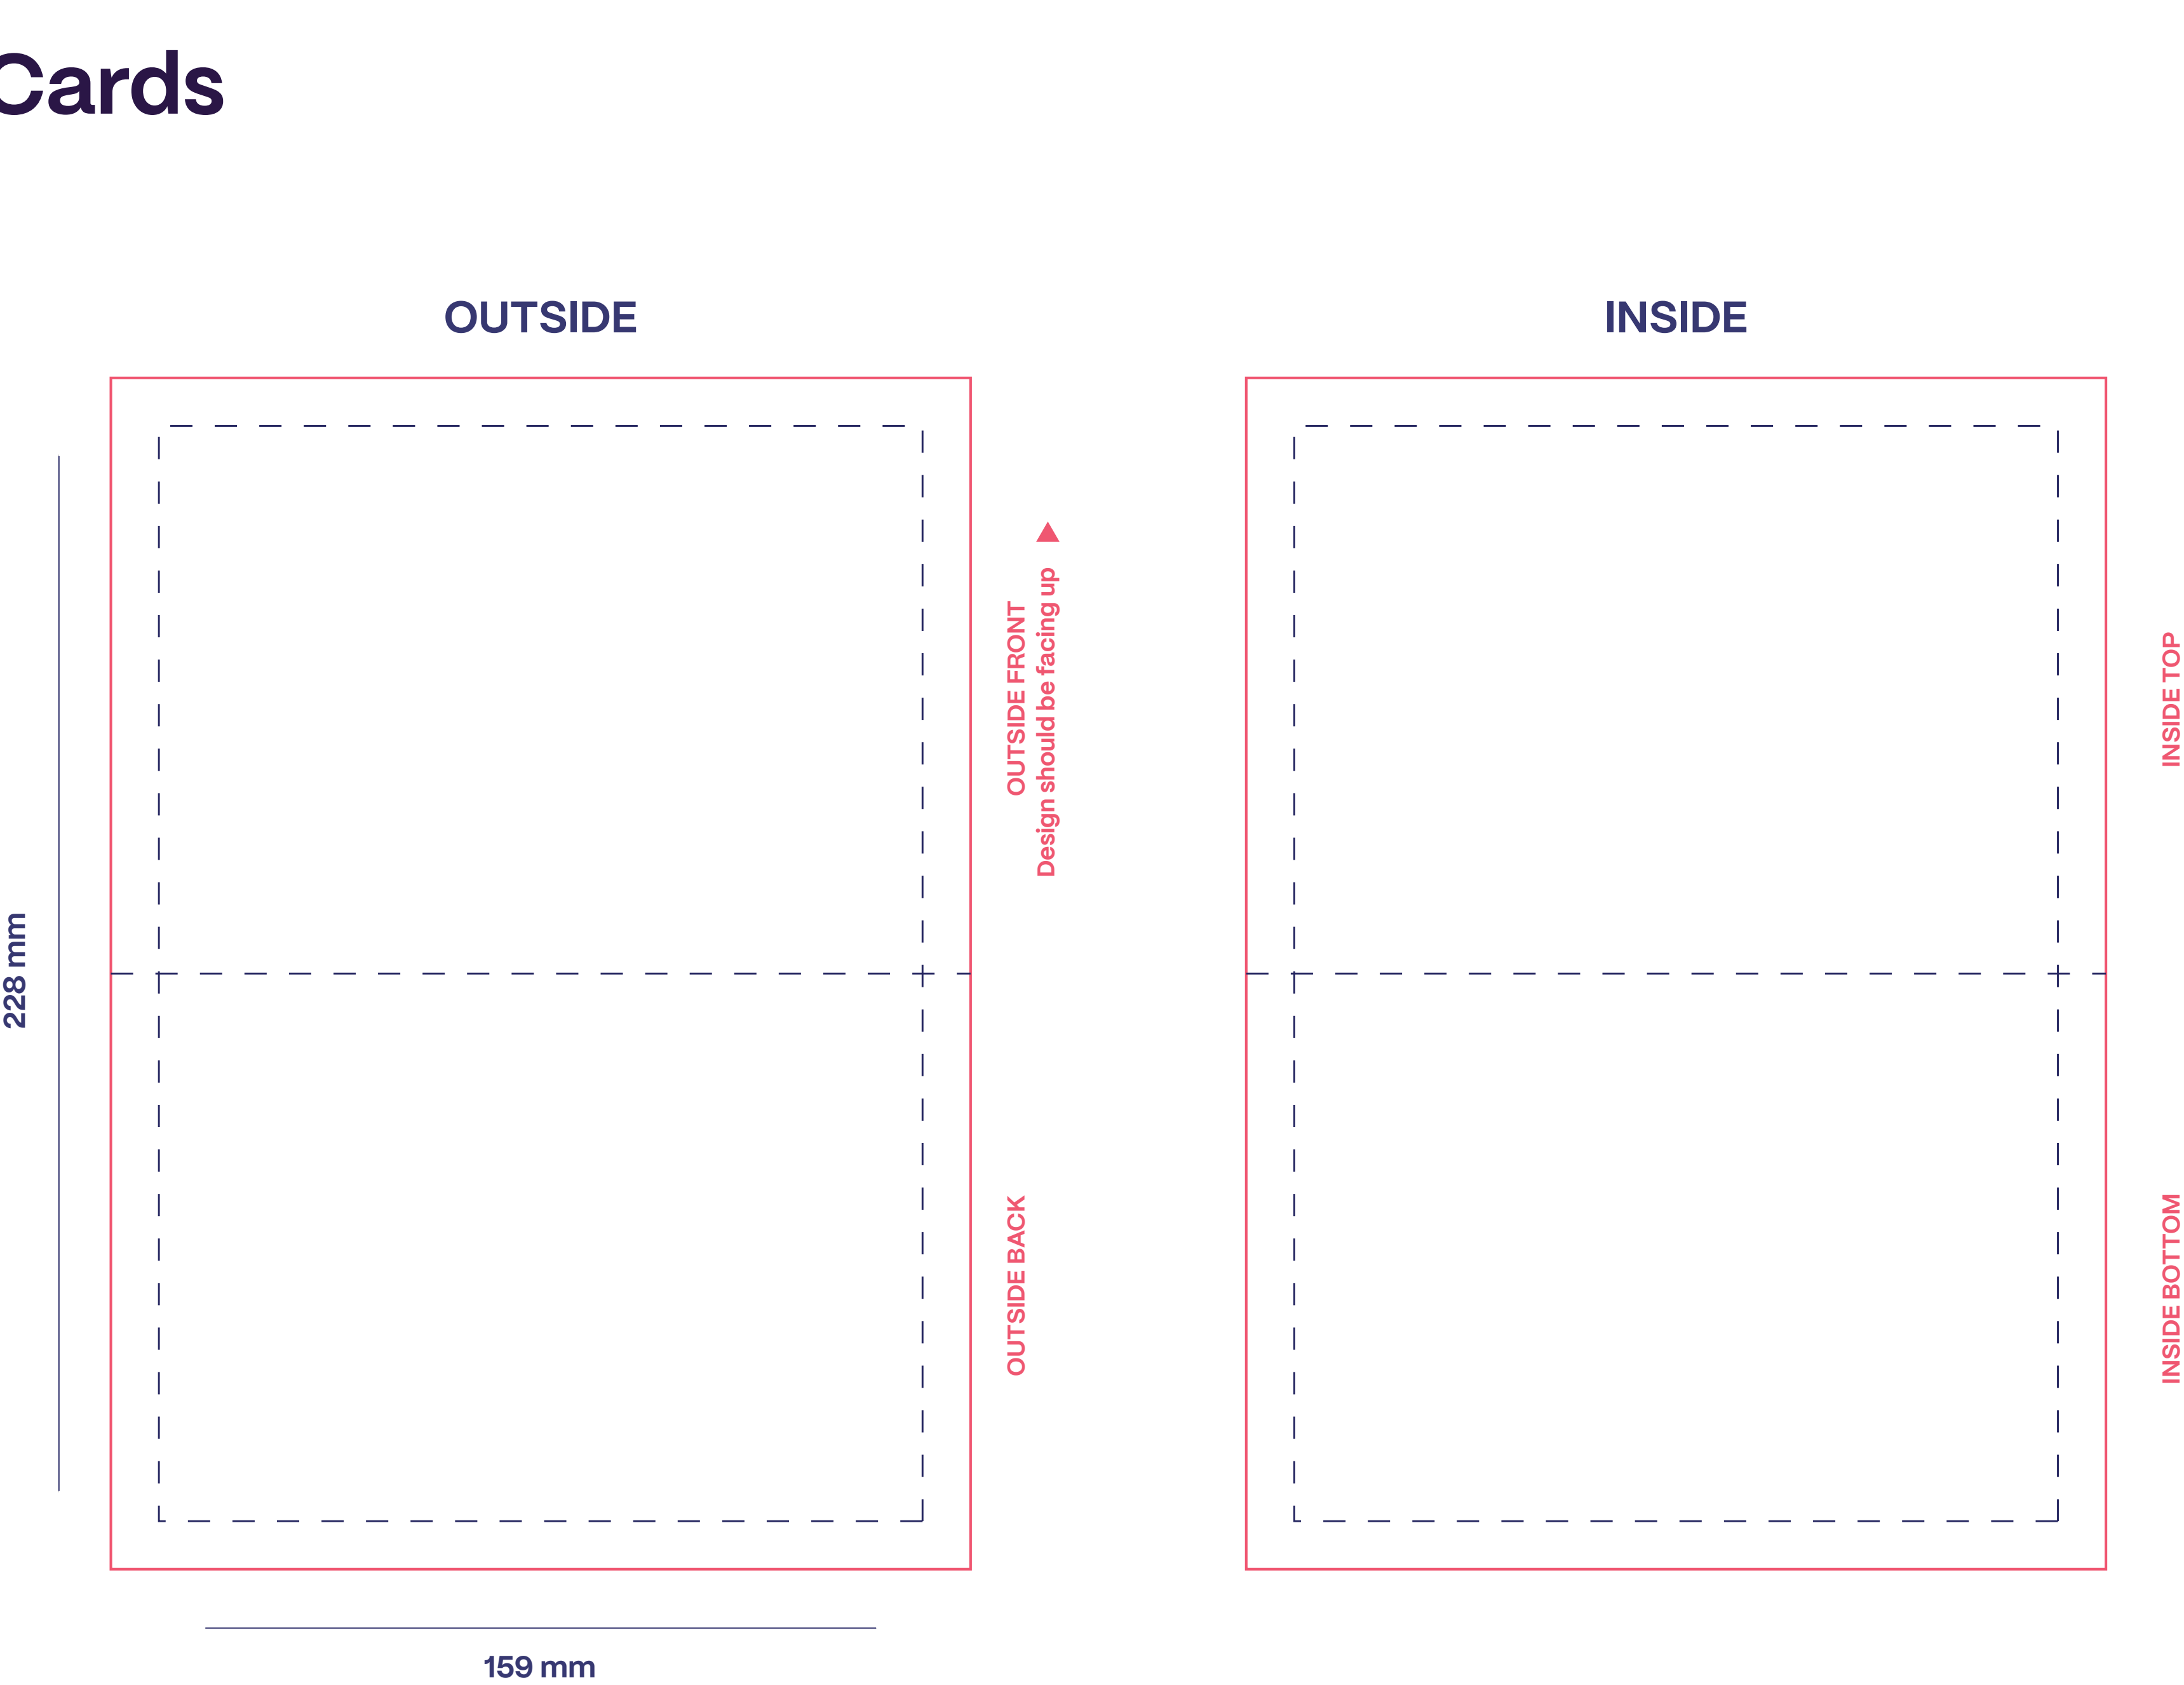 Cards
OUTSIDE
INSIDE
228 mm
OUTSIDE FRONT
Design should be facing up
INSIDE TOP
OUTSIDE BACK
INSIDE BOTTOM
159 mm